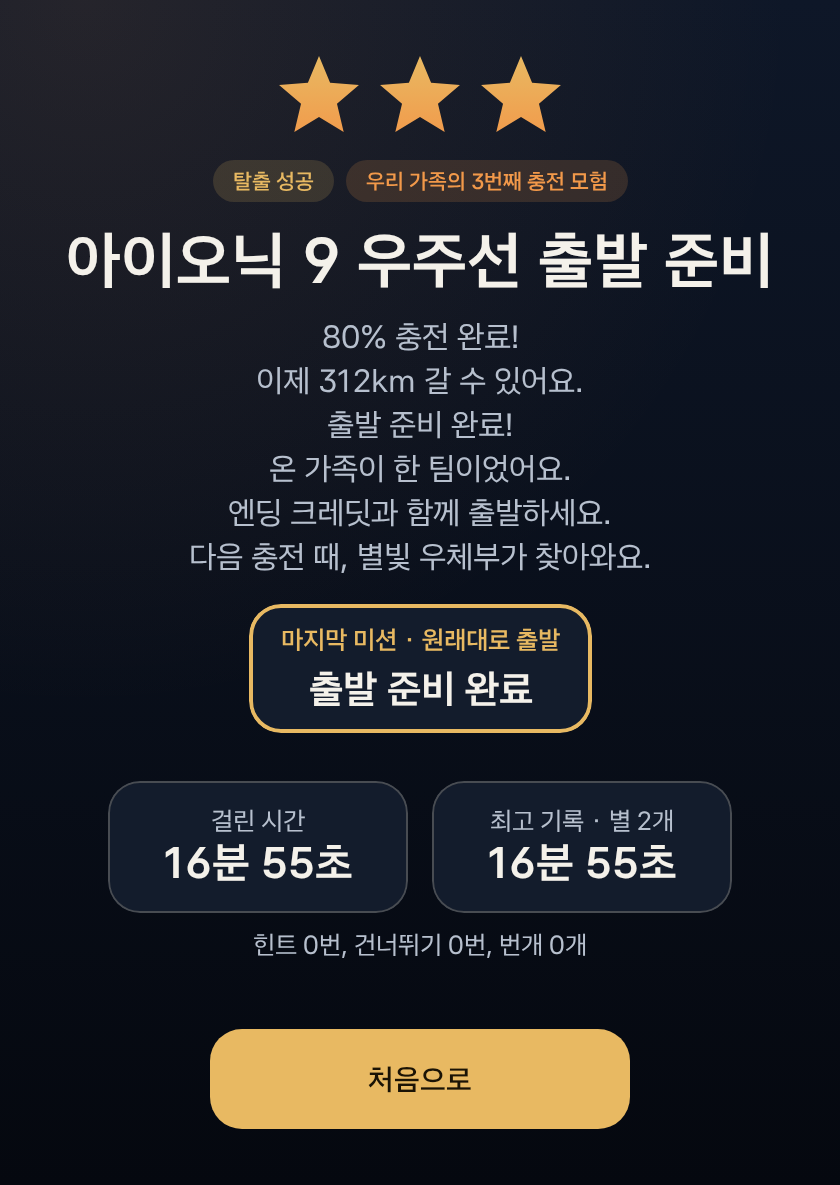 탈출 성공
우리 가족의 3번째 충전 모험
아이오닉 9 우주선 출발 준비
80% 충전 완료!
이제 312km 갈 수 있어요.
출발 준비 완료!
온 가족이 한 팀이었어요.
엔딩 크레딧과 함께 출발하세요.
다음 충전 때, 별빛 우체부가 찾아와요.
마지막 미션 · 원래대로 출발
출발 준비 완료
걸린 시간
16분 55초
최고 기록 · 별 2개
16분 55초
힌트 0번, 건너뛰기 0번, 번개 0개
처음으로